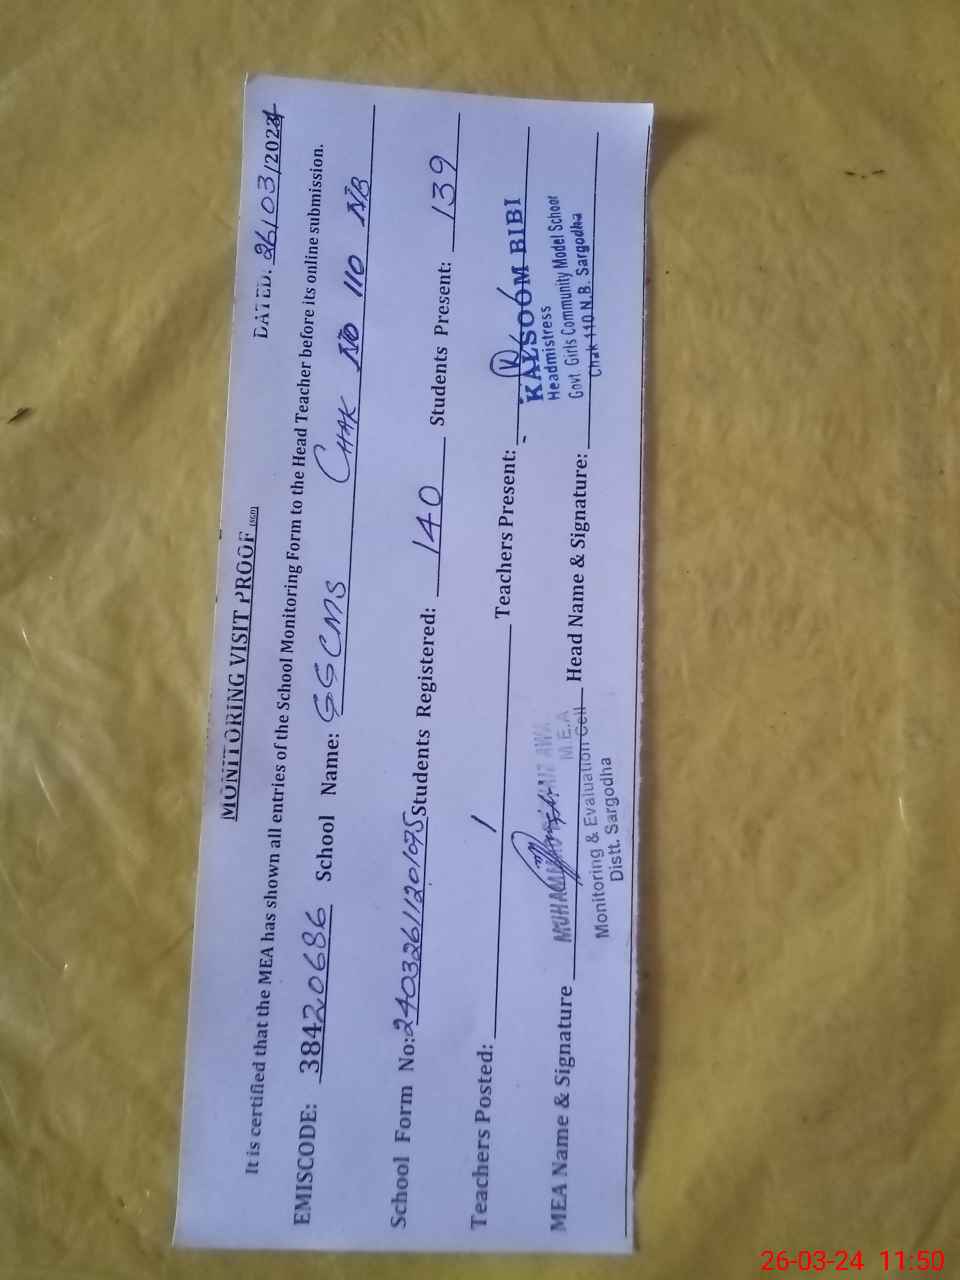 MONITORING VISIT PROOF (SGD)
DATED: 26/03/2024
It is certified that the MEA has shown all entries of the School Monitoring Form to the Head Teacher before its online submission.
EMISCODE: 38420686 School Name: GGCMS CHAK NO 110 NB
School Form No: Students Registered: 140 Students Present: 139
Teachers Posted: 1 Teachers Present:
KALSOOM BIBI
Headmistress
Govt. Girls Community Model School
Chak 110 N.B. Sargodha
MEA Name & Signature Head Name & Signature:
M.E.A
Monitoring & Evaluation Cell
Distt. Sargodha
26-03-24 11:50